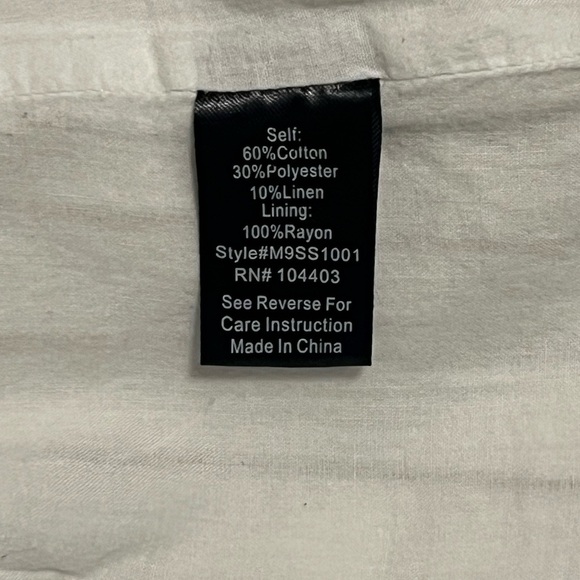 Self:
60%Cotton
30%Polyester
10%Linen
Lining:
100%Rayon
Style#M9SS1001
RN# 104403
See Reverse For
Care Instruction
Made In China